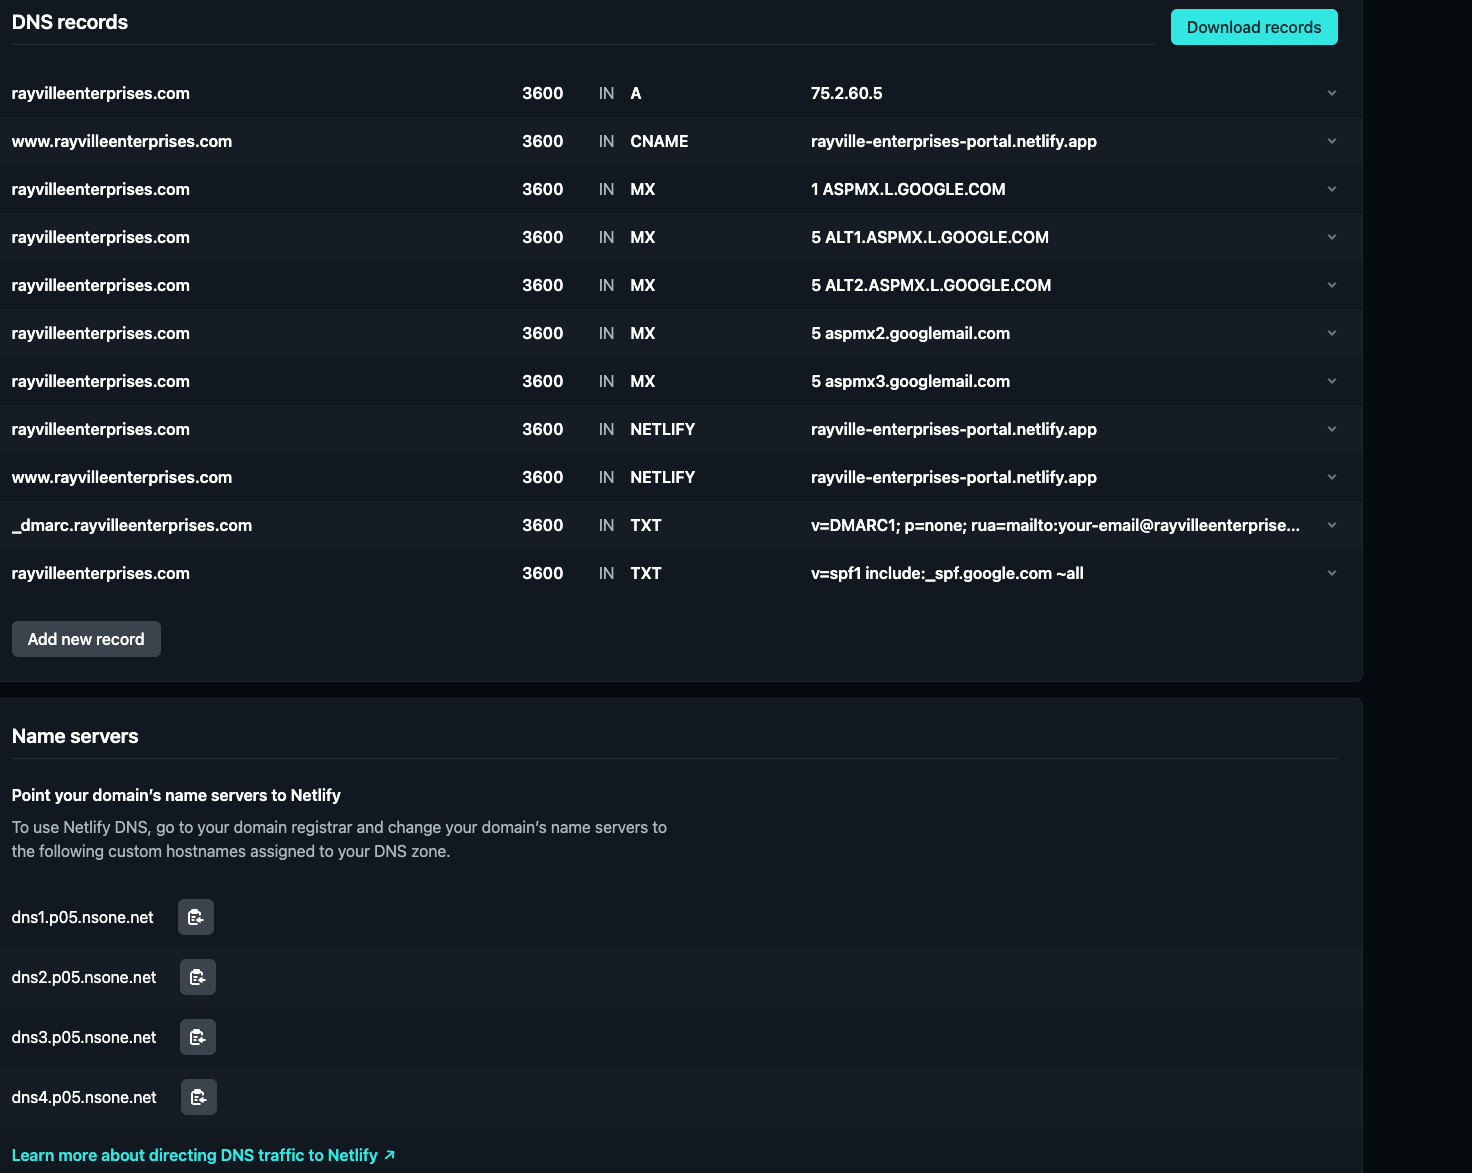 DNS records
Download records
rayvilleenterprises.com 3600 IN A 75.2.60.5
www.rayvilleenterprises.com 3600 IN CNAME rayville-enterprises-portal.netlify.app
rayvilleenterprises.com 3600 IN MX 1 ASPMX.L.GOOGLE.COM
rayvilleenterprises.com 3600 IN MX 5 ALT1.ASPMX.L.GOOGLE.COM
rayvilleenterprises.com 3600 IN MX 5 ALT2.ASPMX.L.GOOGLE.COM
rayvilleenterprises.com 3600 IN MX 5 aspmx2.googlemail.com
rayvilleenterprises.com 3600 IN MX 5 aspmx3.googlemail.com
rayvilleenterprises.com 3600 IN NETLIFY rayville-enterprises-portal.netlify.app
www.rayvilleenterprises.com 3600 IN NETLIFY rayville-enterprises-portal.netlify.app
_dmarc.rayvilleenterprises.com 3600 IN TXT v=DMARC1; p=none; rua=mailto:your-email@rayvilleenterprise...
rayvilleenterprises.com 3600 IN TXT v=spf1 include:_spf.google.com ~all
Add new record
Name servers
Point your domain's name servers to Netlify
To use Netlify DNS, go to your domain registrar and change your domain's name servers to
the following custom hostnames assigned to your DNS zone.
dns1.p05.nsone.net
dns2.p05.nsone.net
dns3.p05.nsone.net
dns4.p05.nsone.net
Learn more about directing DNS traffic to Netlify ↗